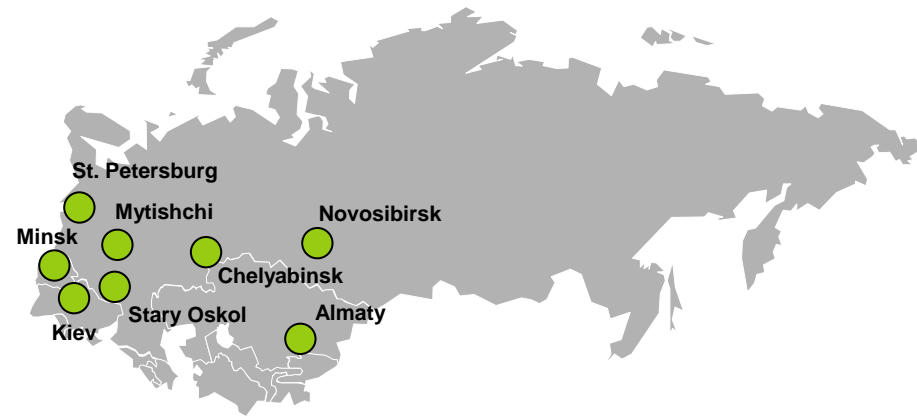 St. Petersburg
Mytishchi
Novosibirsk
Minsk
Chelyabinsk
Stary Oskol
Almaty
Kiev